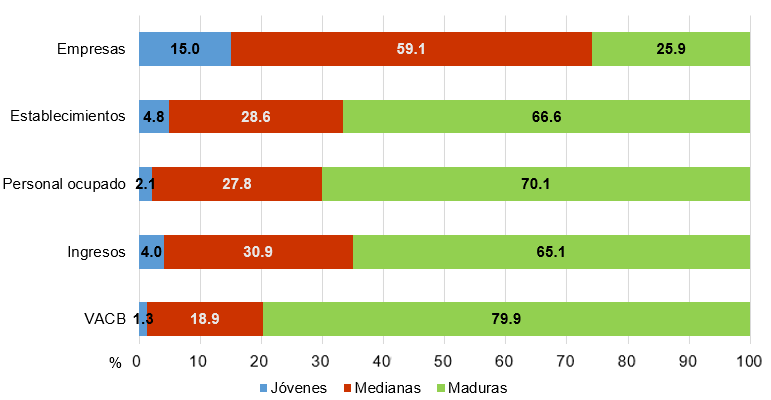 Empresas 15.0 59.1 25.9
Establecimientos 4.8 28.6 66.6
Personal ocupado 2.1 27.8 70.1
Ingresos 4.0 30.9 65.1
VACB 1.3 18.9 79.9
% 0 10 20 30 40 50 60 70 80 90 100
Jóvenes Medianas Maduras